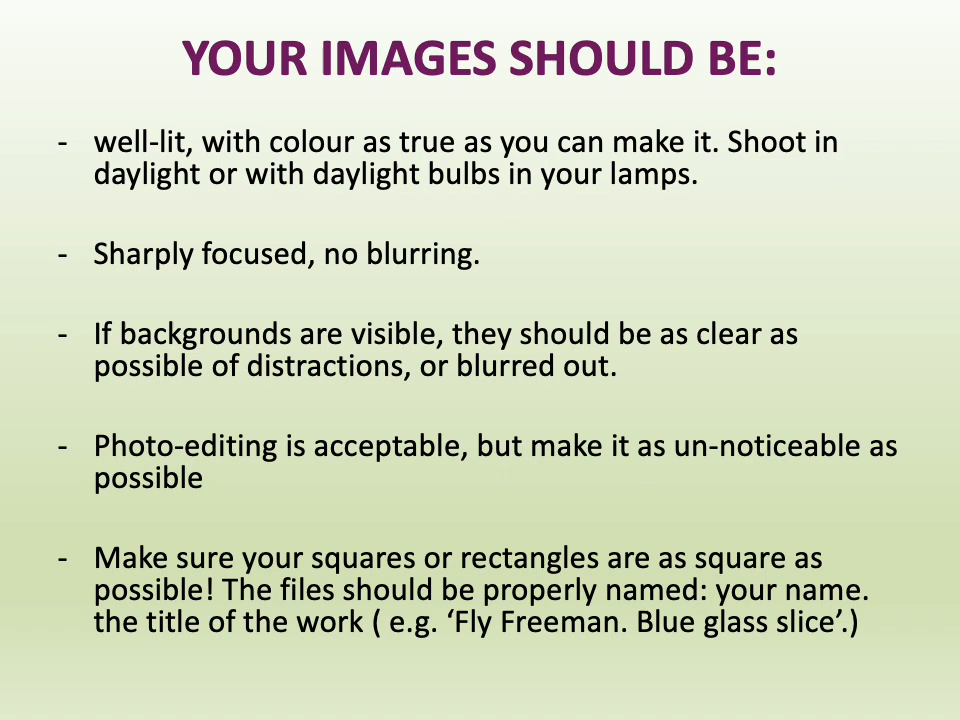 YOUR IMAGES SHOULD BE:
- well-lit, with colour as true as you can make it. Shoot in
daylight or with daylight bulbs in your lamps.
- Sharply focused, no blurring.
- If backgrounds are visible, they should be as clear as
possible of distractions, or blurred out.
- Photo-editing is acceptable, but make it as un-noticeable as
possible
- Make sure your squares or rectangles are as square as
possible! The files should be properly named: your name.
the title of the work ( e.g. ‘Fly Freeman. Blue glass slice’.)